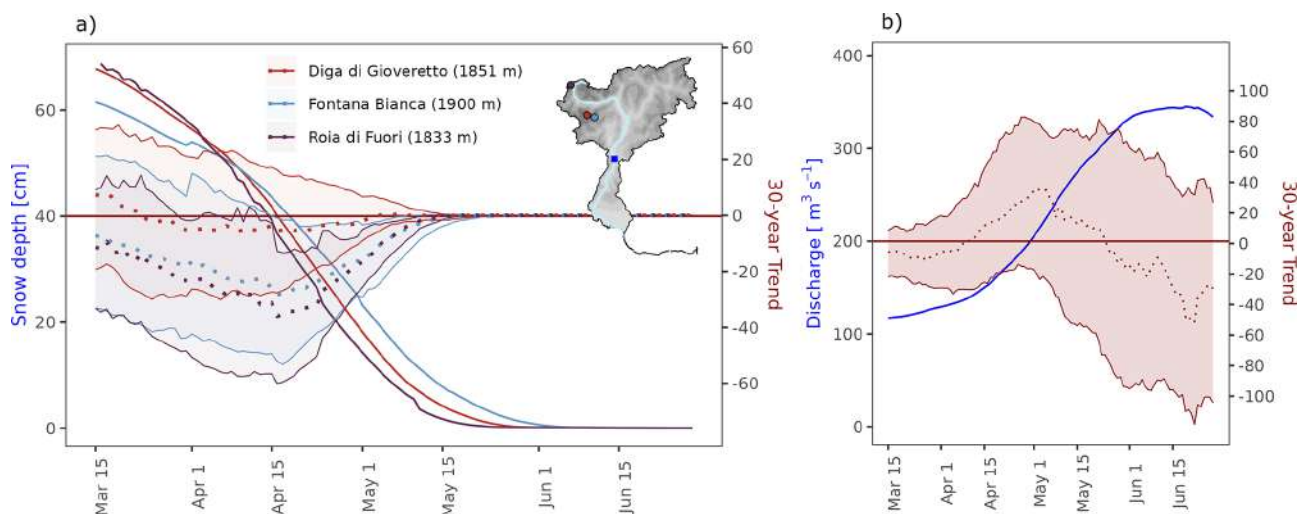 a)
Snow depth [cm]
60
40
20
0
Diga di Gioveretto (1851 m)
Fontana Bianca (1900 m)
Roia di Fuori (1833 m)
60
40
20
0
-20
-40
-60
30-year Trend
Mar 15
Apr 1
Apr 15
May 1
May 15
Jun 1
Jun 15
b)
Discharge [ m³ s⁻¹]
400
300
200
100
0
100
80
60
40
20
0
-20
-40
-60
-80
-100
30-year Trend
Mar 15
Apr 1
Apr 15
May 1
May 15
Jun 1
Jun 15